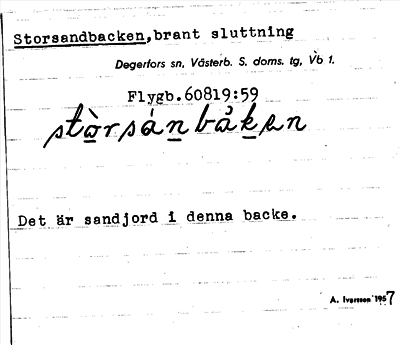 Storsandbacken, brant sluttning
Degerfors sn, Västerb. S. doms. tg, Vb 1.
Flygb.60819:59
stòrsánbåken
Det är sandjord i denna backe.
A. Ivarsson 1957